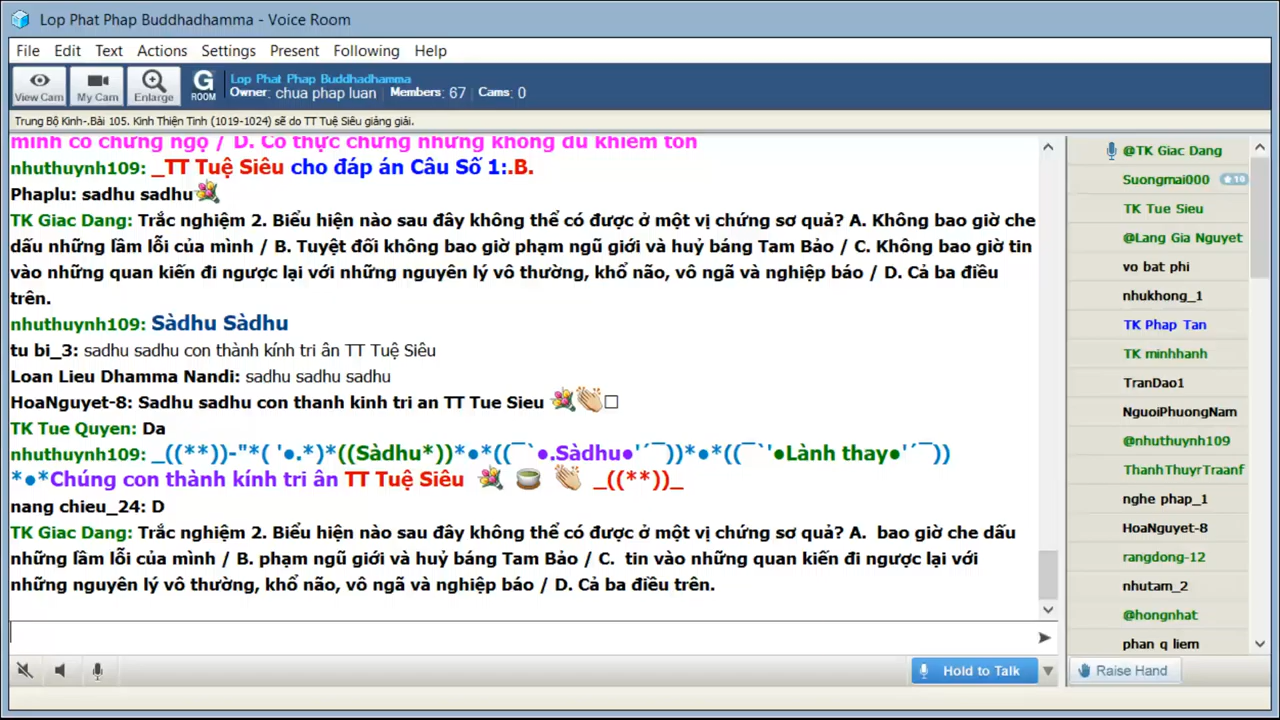 Lop Phat Phap Buddhadhamma - Voice Room
File Edit Text Actions Settings Present Following Help
View Cam My Cam Enlarge G ROOM
Lop Phat Phap Buddhadhamma
Owner: chua phap luan Members: 67 Cams: 0
Trung Bộ Kinh-.Bài 105. Kinh Thiện Tinh (1019-1024) sẽ do TT Tuệ Siêu giảng giải.
mình có chứng ngộ / D. Có thực chứng nhưng không đủ khiêm tốn
nhuthuynh109: _TT Tuệ Siêu cho đáp án Câu Số 1:.B.
Phaplu: sadhu sadhu
TK Giac Dang: Trắc nghiệm 2. Biểu hiện nào sau đây không thể có được ở một vị chứng sơ quả? A. Không bao giờ che
dấu những lầm lỗi của mình / B. Tuyệt đối không bao giờ phạm ngũ giới và huỷ báng Tam Bảo / C. Không bao giờ tin
vào những quan kiến đi ngược lại với những nguyên lý vô thường, khổ não, vô ngã và nghiệp báo / D. Cả ba điều
trên.
nhuthuynh109: Sàdhu Sàdhu
tu bi_3: sadhu sadhu con thành kính tri ân TT Tuệ Siêu
Loan Lieu Dhamma Nandi: sadhu sadhu sadhu
HoaNguyet-8: Sadhu sadhu con thanh kinh tri an TT Tue Sieu
TK Tue Quyen: Da
nhuthuynh109: _((**))-"*( '●.*)*((Sàdhu*))*●*((¯`●.Sàdhu●'´¯))*●*((¯`'●Lành thay●'´¯))
*●*Chúng con thành kính tri ân TT Tuệ Siêu _((**))_
nang chieu_24: D
TK Giac Dang: Trắc nghiệm 2. Biểu hiện nào sau đây không thể có được ở một vị chứng sơ quả? A. bao giờ che dấu
những lầm lỗi của mình / B. phạm ngũ giới và huỷ báng Tam Bảo / C. tin vào những quan kiến đi ngược lại với
những nguyên lý vô thường, khổ não, vô ngã và nghiệp báo / D. Cả ba điều trên.
Hold to Talk
@TK Giac Dang
Suongmai000 10
TK Tue Sieu
@Lang Gia Nguyet
vo bat phi
nhukhong_1
TK Phap Tan
TK minhhanh
TranDao1
NguoiPhuongNam
@nhuthuynh109
ThanhThuyrTraanf
nghe phap_1
HoaNguyet-8
rangdong-12
nhutam_2
@hongnhat
phan q liem
Raise Hand